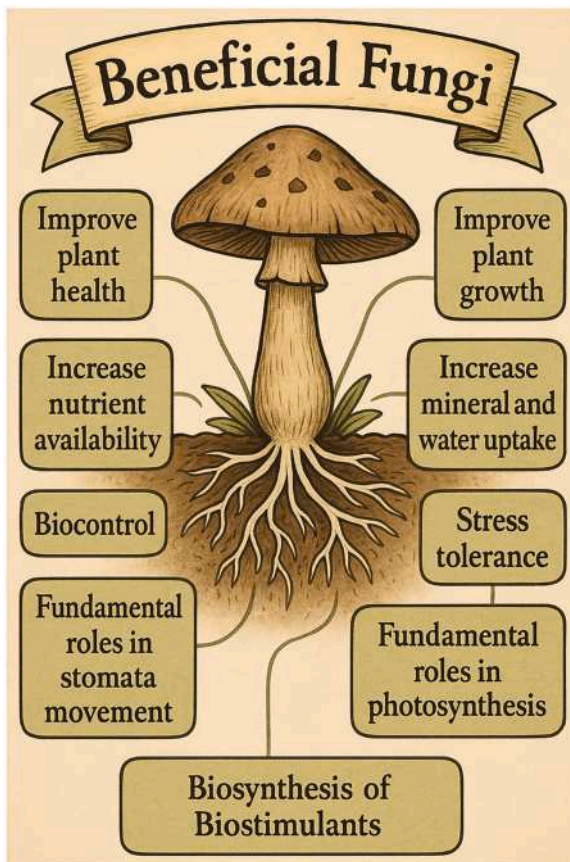 Beneficial Fungi
Improve
plant
health
Improve
plant
growth
Increase
nutrient
availability
Increase
mineral and
water uptake
Biocontrol
Stress
tolerance
Fundamental
roles in
stomata
movement
Fundamental
roles in
photosynthesis
Biosynthesis of
Biostimulants